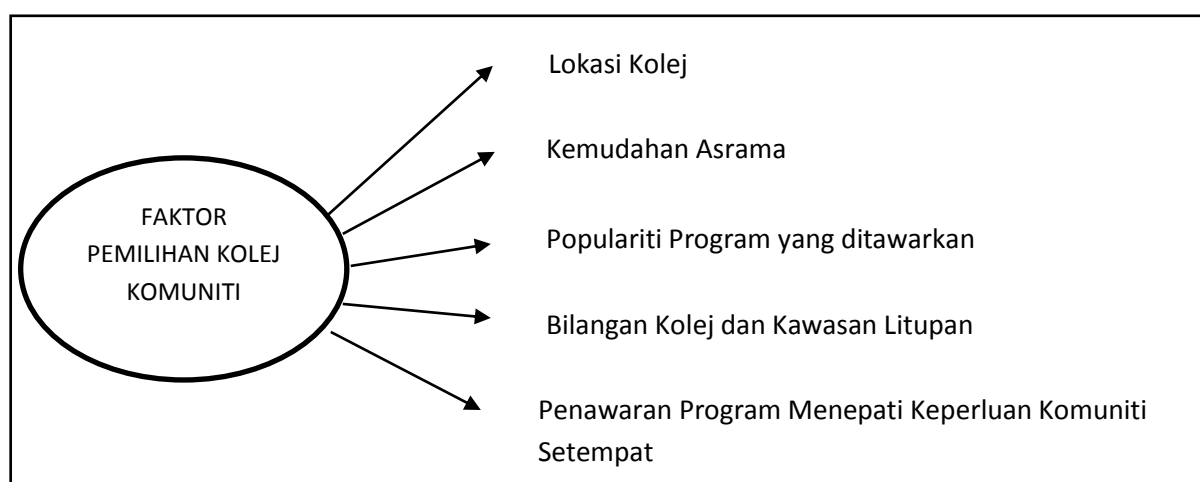 FAKTOR
PEMILIHAN KOLEJ
KOMUNITI
Lokasi Kolej
Kemudahan Asrama
Populariti Program yang ditawarkan
Bilangan Kolej dan Kawasan Litupan
Penawaran Program Menepati Keperluan Komuniti
Setempat